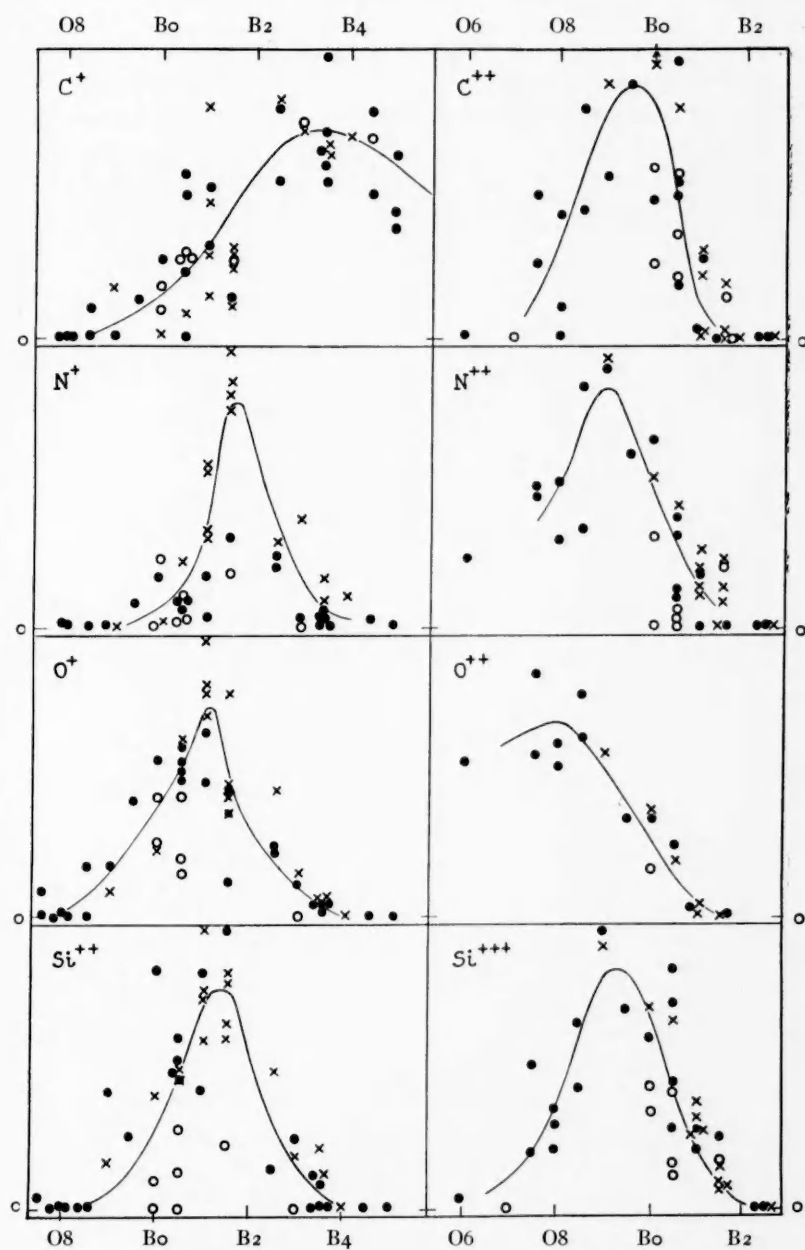 O8 Bo B2 B4 O6 O8 Bo B2
C+ C++
o o
N+ N++
o o
O+ O++
o o
Si++ Si+++
o o
O8 Bo B2 B4 O6 O8 Bo B2